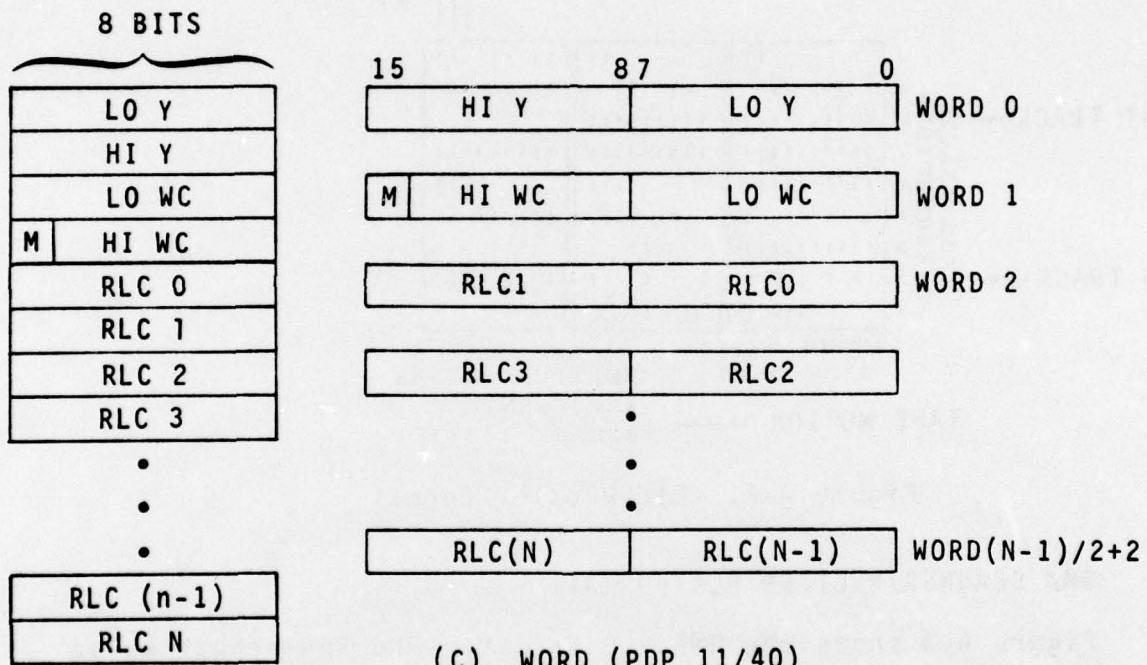 8 BITS
LO Y
HI Y
LO WC
M HI WC
RLC 0
RLC 1
RLC 2
RLC 3
RLC (n-1)
RLC N
15 8 7 0
HI Y LO Y WORD 0
M HI WC LO WC WORD 1
RLC1 RLC0 WORD 2
RLC3 RLC2
RLC(N) RLC(N-1) WORD(N-1)/2+2
(C) WORD (PDP 11/40)